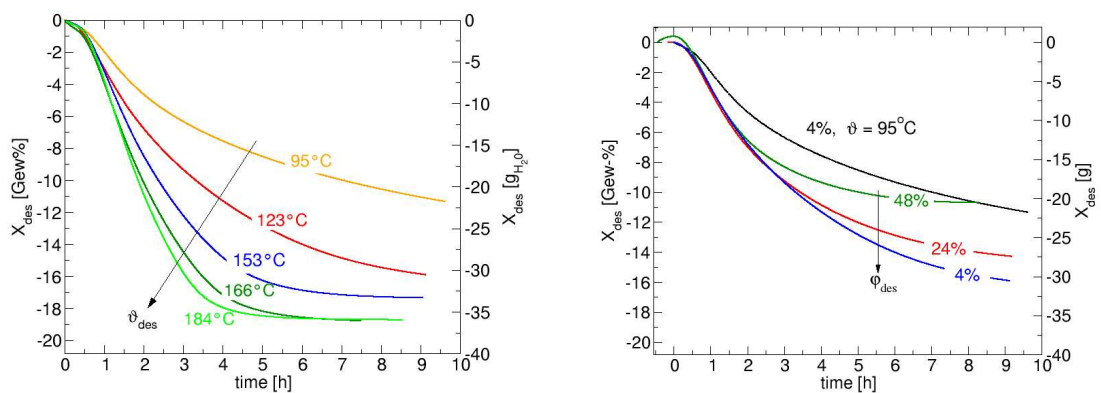 0
-2
-4
-6
-8
-10
-12
-14
-16
-18
-20
X_des [Gew%]
0
-5
-10
-15
-20
-25
-30
-35
-40
X_des [g_H20]
95°C
123°C
153°C
166°C
184°C
ϑ_des
0 1 2 3 4 5 6 7 8 9 10
time [h]
0
-2
-4
-6
-8
-10
-12
-14
-16
-18
-20
X_des [Gew-%]
0
-5
-10
-15
-20
-25
-30
-35
-40
X_des [g]
4%, ϑ = 95°C
48%
24%
4%
φ_des
0 1 2 3 4 5 6 7 8 9 10
time [h]